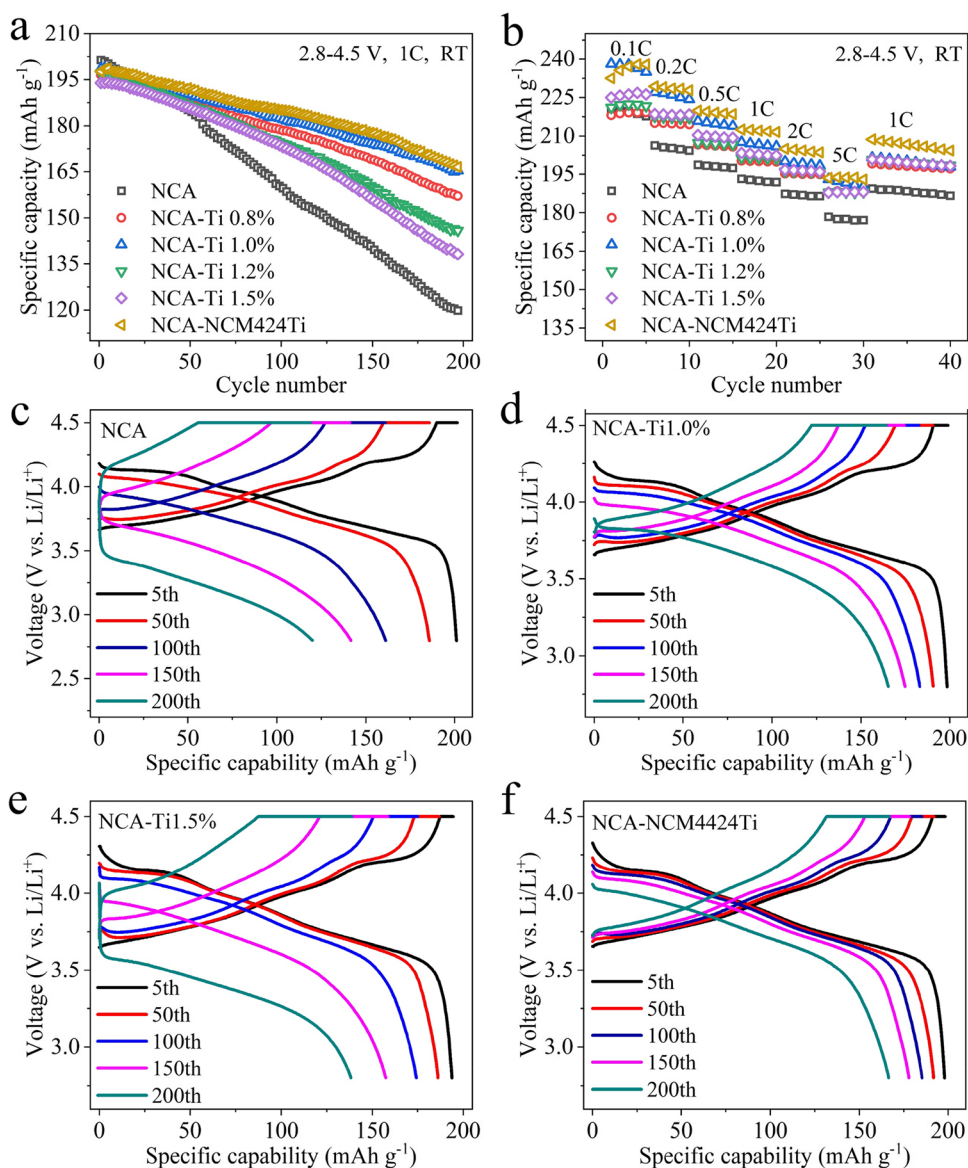 a
2.8-4.5 V, 1C, RT
Specific capacity (mAh g⁻¹)
210
195
180
165
150
135
120
NCA
NCA-Ti 0.8%
NCA-Ti 1.0%
NCA-Ti 1.2%
NCA-Ti 1.5%
NCA-NCM424Ti
0 50 100 150 200
Cycle number
b
2.8-4.5 V, RT
Specific capacity (mAh g⁻¹)
255
240
225
210
195
180
165
150
135
0.1C
0.2C
0.5C
1C
2C
5C
1C
NCA
NCA-Ti 0.8%
NCA-Ti 1.0%
NCA-Ti 1.2%
NCA-Ti 1.5%
NCA-NCM424Ti
0 10 20 30 40
Cycle number
c
NCA
Voltage (V vs. Li/Li⁺)
4.5
4.0
3.5
3.0
2.5
5th
50th
100th
150th
200th
0 50 100 150 200
Specific capability (mAh g⁻¹)
d
NCA-Ti1.0%
Voltage (V vs. Li/Li⁺)
4.5
4.0
3.5
3.0
5th
50th
100th
150th
200th
0 50 100 150 200
Specific capability (mAh g⁻¹)
e
NCA-Ti1.5%
Voltage (V vs. Li/Li⁺)
4.5
4.0
3.5
3.0
5th
50th
100th
150th
200th
0 50 100 150 200
Specific capability (mAh g⁻¹)
f
NCA-NCM4424Ti
Voltage (V vs. Li/Li⁺)
4.5
4.0
3.5
3.0
5th
50th
100th
150th
200th
0 50 100 150 200
Specific capability (mAh g⁻¹)